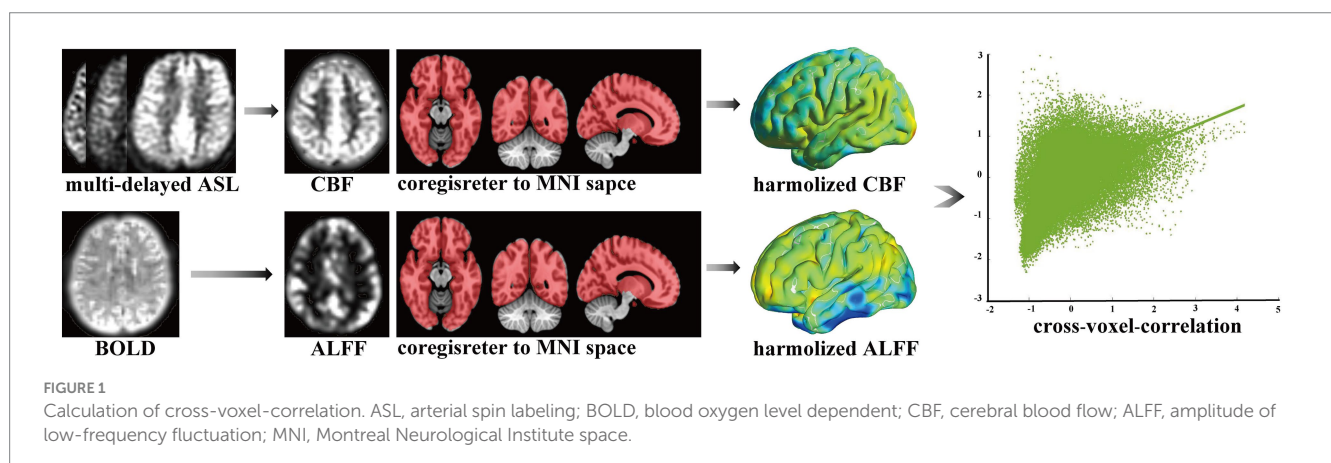 multi-delayed ASL
CBF
coregisreter to MNI sapce
harmolized CBF
BOLD
ALFF
coregisreter to MNI space
harmolized ALFF
3
2
1
0
-1
-2
-3
-2 -1 0 1 2 3 4 5
cross-voxel-correlation
FIGURE 1
Calculation of cross-voxel-correlation. ASL, arterial spin labeling; BOLD, blood oxygen level dependent; CBF, cerebral blood flow; ALFF, amplitude of
low-frequency fluctuation; MNI, Montreal Neurological Institute space.